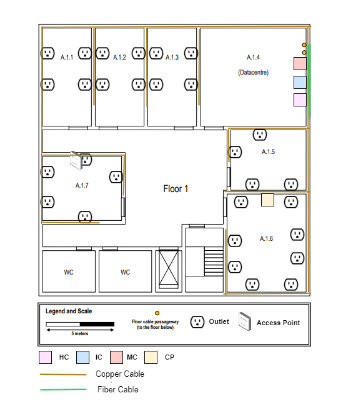 A.1.1 A.1.2 A.1.3 A.1.4
(Datacentre)
A.1.5
A.1.7
Floor 1
A.1.6
WC WC
Legend and Scale
5 meters
Fiber cable passageway
(to the floor below)
Outlet
Access Point
HC IC MC CP
Copper Cable
Fiber Cable